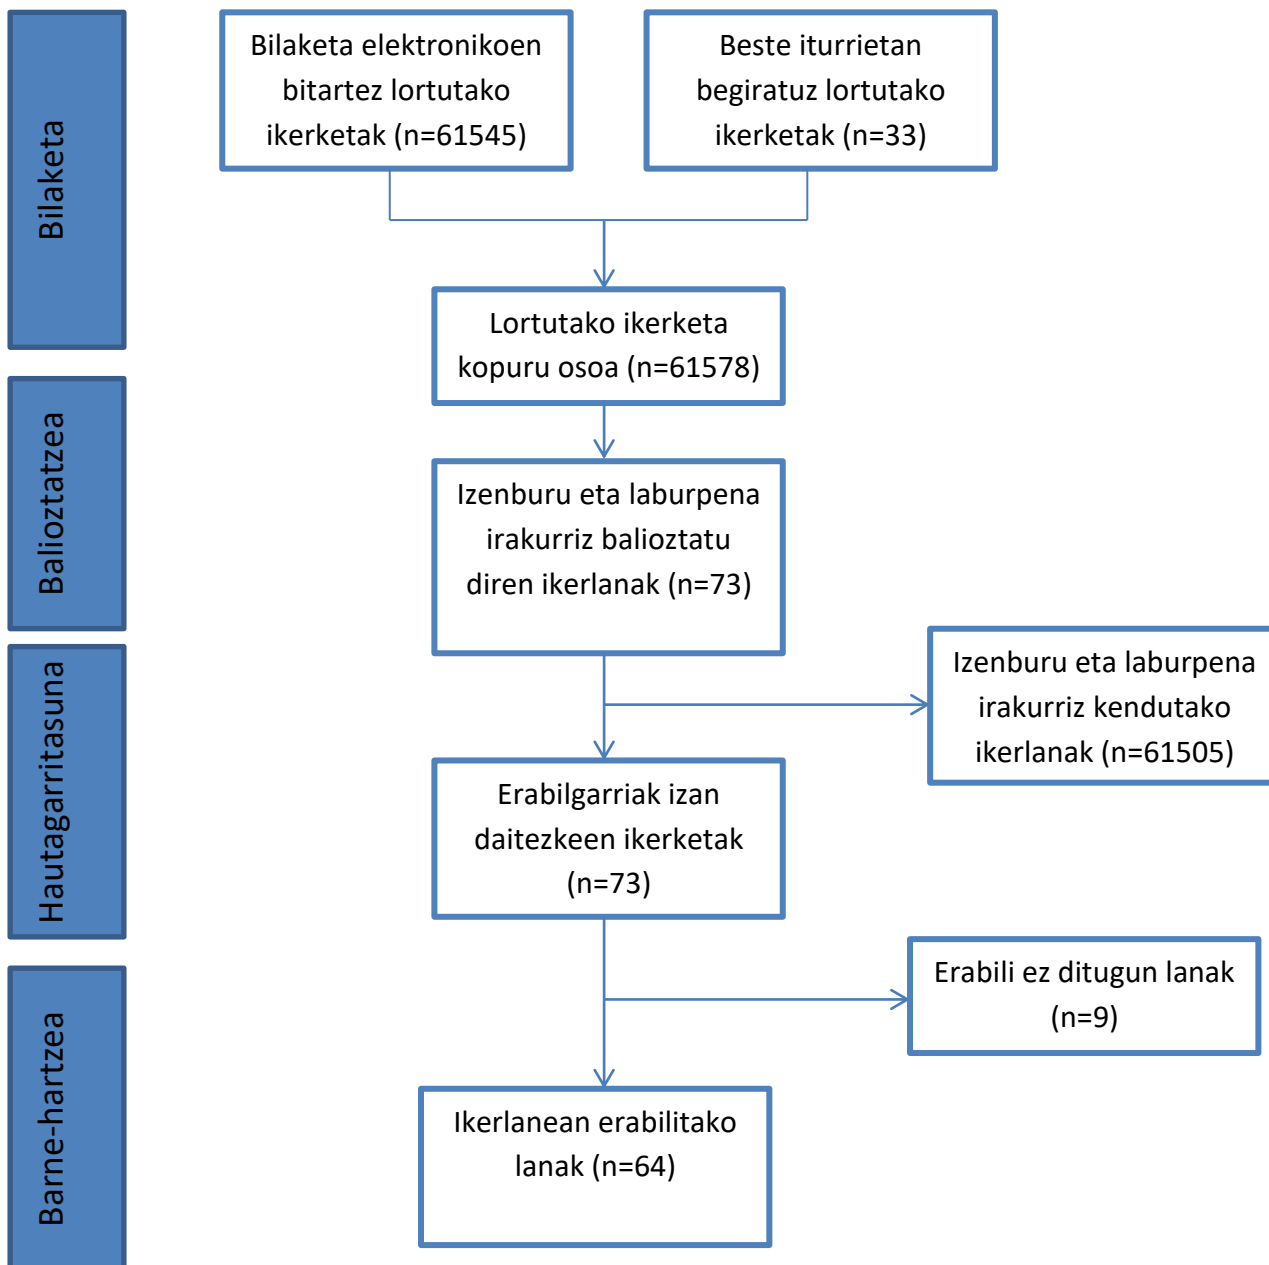 Bilaketa
Bilaketa elektronikoen
bitartez lortutako
ikerketak (n=61545)
Beste iturrietan
begiratuz lortutako
ikerketak (n=33)
Lortutako ikerketa
kopuru osoa (n=61578)
Balioztatzea
Izenburu eta laburpena
irakurriz balioztatu
diren ikerlanak (n=73)
Hautagarritasuna
Izenburu eta laburpena
irakurriz kendutako
ikerlanak (n=61505)
Erabilgarriak izan
daitezkeen ikerketak
(n=73)
Barne-hartzea
Erabili ez ditugun lanak
(n=9)
Ikerlanean erabilitako
lanak (n=64)